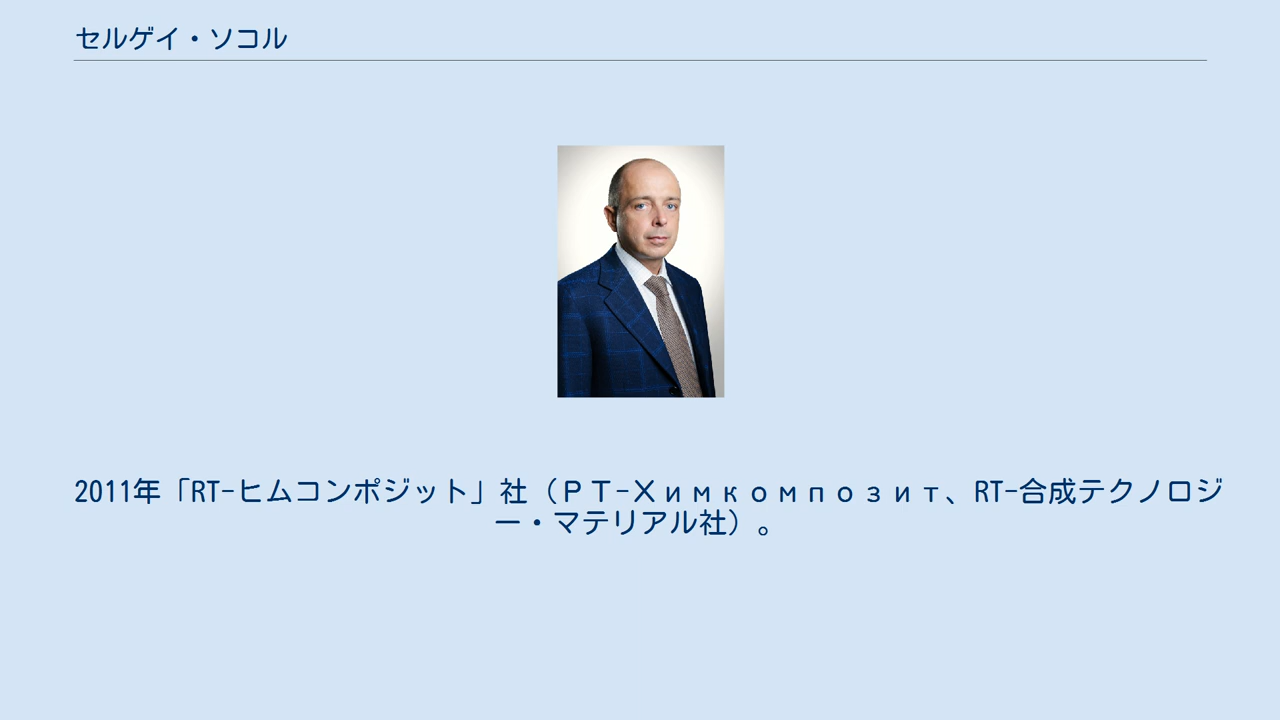 セルゲイ・ソコル
2011年「RT-ヒムコンポジット」社（РТ-Химкомпозит、RT-合成テクノロジ
ー・マテリアル社）。